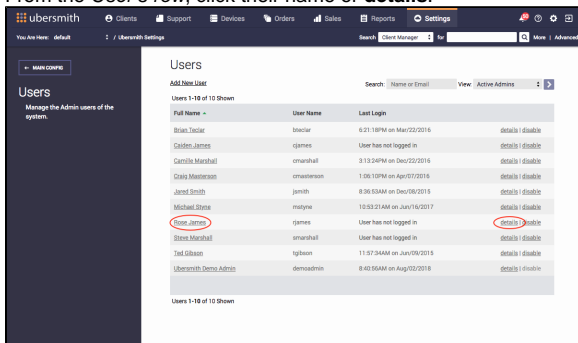 From the User's row, click their name or details.
ubersmith Clients Support Devices Orders Sales Reports Settings
You Are Here: default / Ubersmith Settings Search Client Manager for More | Advanced
← MAIN CONFIG
Users
Manage the Admin users of the
system.
Users
Add New User Search: Name or Email View: Active Admins
Users 1-10 of 10 Shown
Full Name User Name Last Login
Brian Teclar bteclar 6:21:18PM on Mar/22/2016 details | disable
Caiden James cjames User has not logged in details | disable
Camille Marshall cmarshall 3:13:24PM on Dec/22/2016 details | disable
Craig Masterson cmasterson 1:06:10PM on Apr/07/2016 details | disable
Jared Smith jsmith 8:36:53AM on Dec/08/2015 details | disable
Michael Styne mstyne 10:53:21AM on Jun/16/2017 details | disable
Rose James rjames User has not logged in details | disable
Steve Marshall smarshall User has not logged in details | disable
Ted Gibson tgibson 11:57:34AM on Jun/09/2015 details | disable
Ubersmith Demo Admin demoadmin 8:40:56AM on Aug/02/2018 details | disable
Users 1-10 of 10 Shown